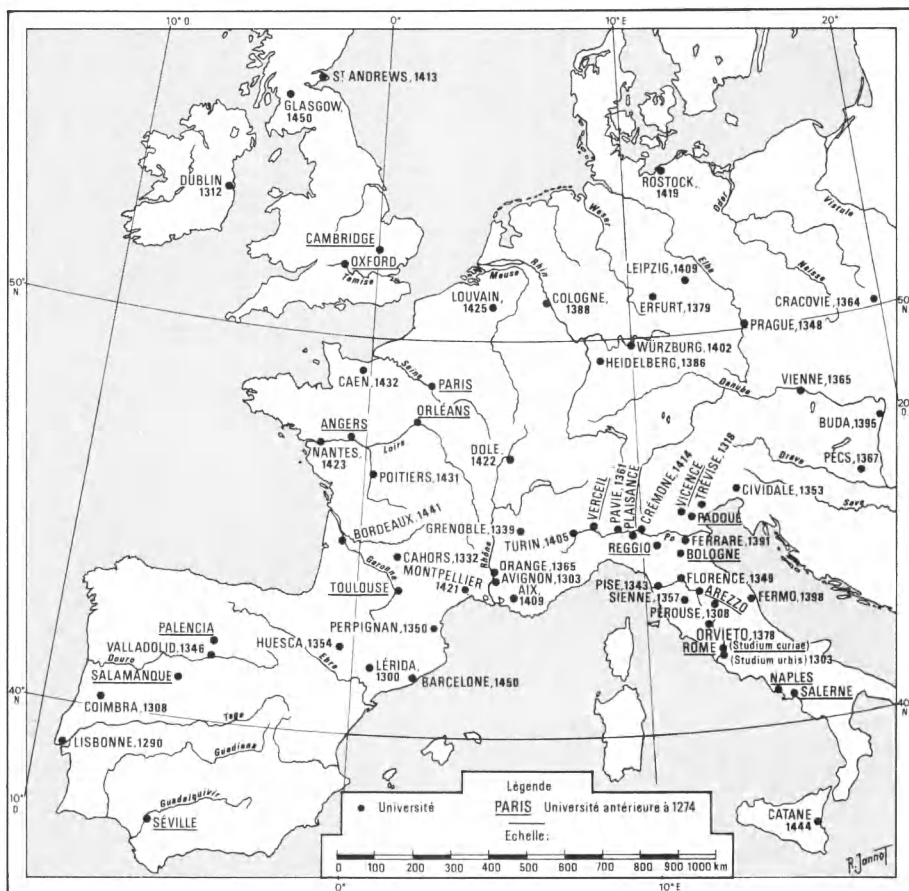 10° O.
0°
10° E
20°
ST ANDREWS, 1413
GLASGOW,
1450
DUBLIN
1312
ROSTOCK,
1419
Oder
Vistule
Weser
Elbe
Neisse
CAMBRIDGE
OXFORD
Tamise
50°
N
50°
N
LEIPZIG, 1409
CRACOVIE, 1364
Meuse
Rhin
LOUVAIN,
1425
COLOGNE,
1388
ERFURT, 1379
PRAGUE, 1348
WÜRZBURG, 1402
HEIDELBERG, 1386
CAEN, 1432
Seine
PARIS
Danube
VIENNE, 1365
20°
BUDA, 1395
ORLÉANS
ANGERS
Loire
NANTES,
1423
DOLE,
1422
PÉCS, 1367
Drave
POITIERS, 1431
Save
CIVIDALE, 1353
VERCEIL
PAVIE, 1361
PLAISANCE
CRÉMONE, 1414
VICENCE
TRÉVISE, 1318
PADOUE
BORDEAUX, 1441
GRENOBLE, 1339
TURIN, 1405
REGGIO
Po
FERRARE, 1391
BOLOGNE
Garonne
CAHORS, 1332
Rhône
ORANGE, 1365
AVIGNON, 1303
MONTPELLIER
1421
AIX,
1409
TOULOUSE
PISE, 1343
FLORENCE, 1349
SIENNE, 1357
AREZZO
FERMO, 1398
PÉROUSE, 1308
ORVIETO, 1378
ROME
(Studium curiae)
(Studium urbis) 1303
PERPIGNAN, 1350
PALENCIA
VALLADOLID, 1346
Douro
HUESCA, 1354
Ebre
SALAMANQUE
LÉRIDA,
1300
BARCELONE, 1450
NAPLES
SALERNE
40°
N
40°
N
COIMBRA, 1308
Tage
LISBONNE, 1290
Guadiana
Guadalquivir
SÉVILLE
10°
O.
CATANE
1444
Légende
Université
PARIS Université antérieure à 1274
Echelle :
0 100 200 300 400 500 600 700 800 900 1000 km
0°
10° E
R. Jannot